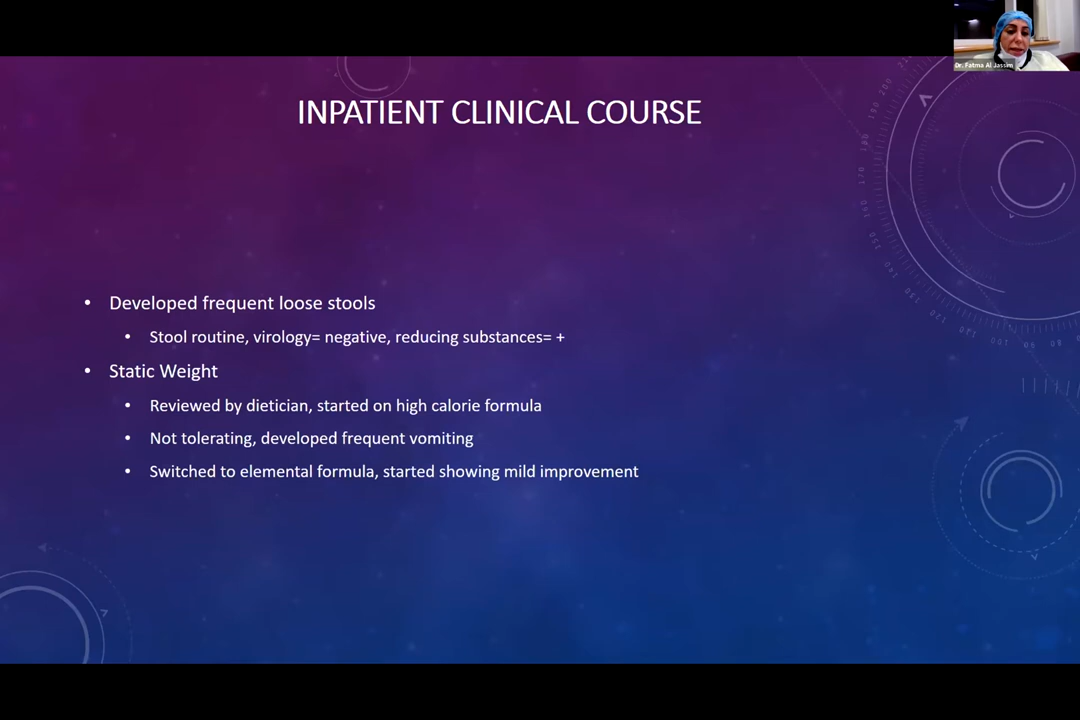 Dr. Fatma Al Jassim
INPATIENT CLINICAL COURSE
• Developed frequent loose stools
• Stool routine, virology= negative, reducing substances= +
• Static Weight
• Reviewed by dietician, started on high calorie formula
• Not tolerating, developed frequent vomiting
• Switched to elemental formula, started showing mild improvement